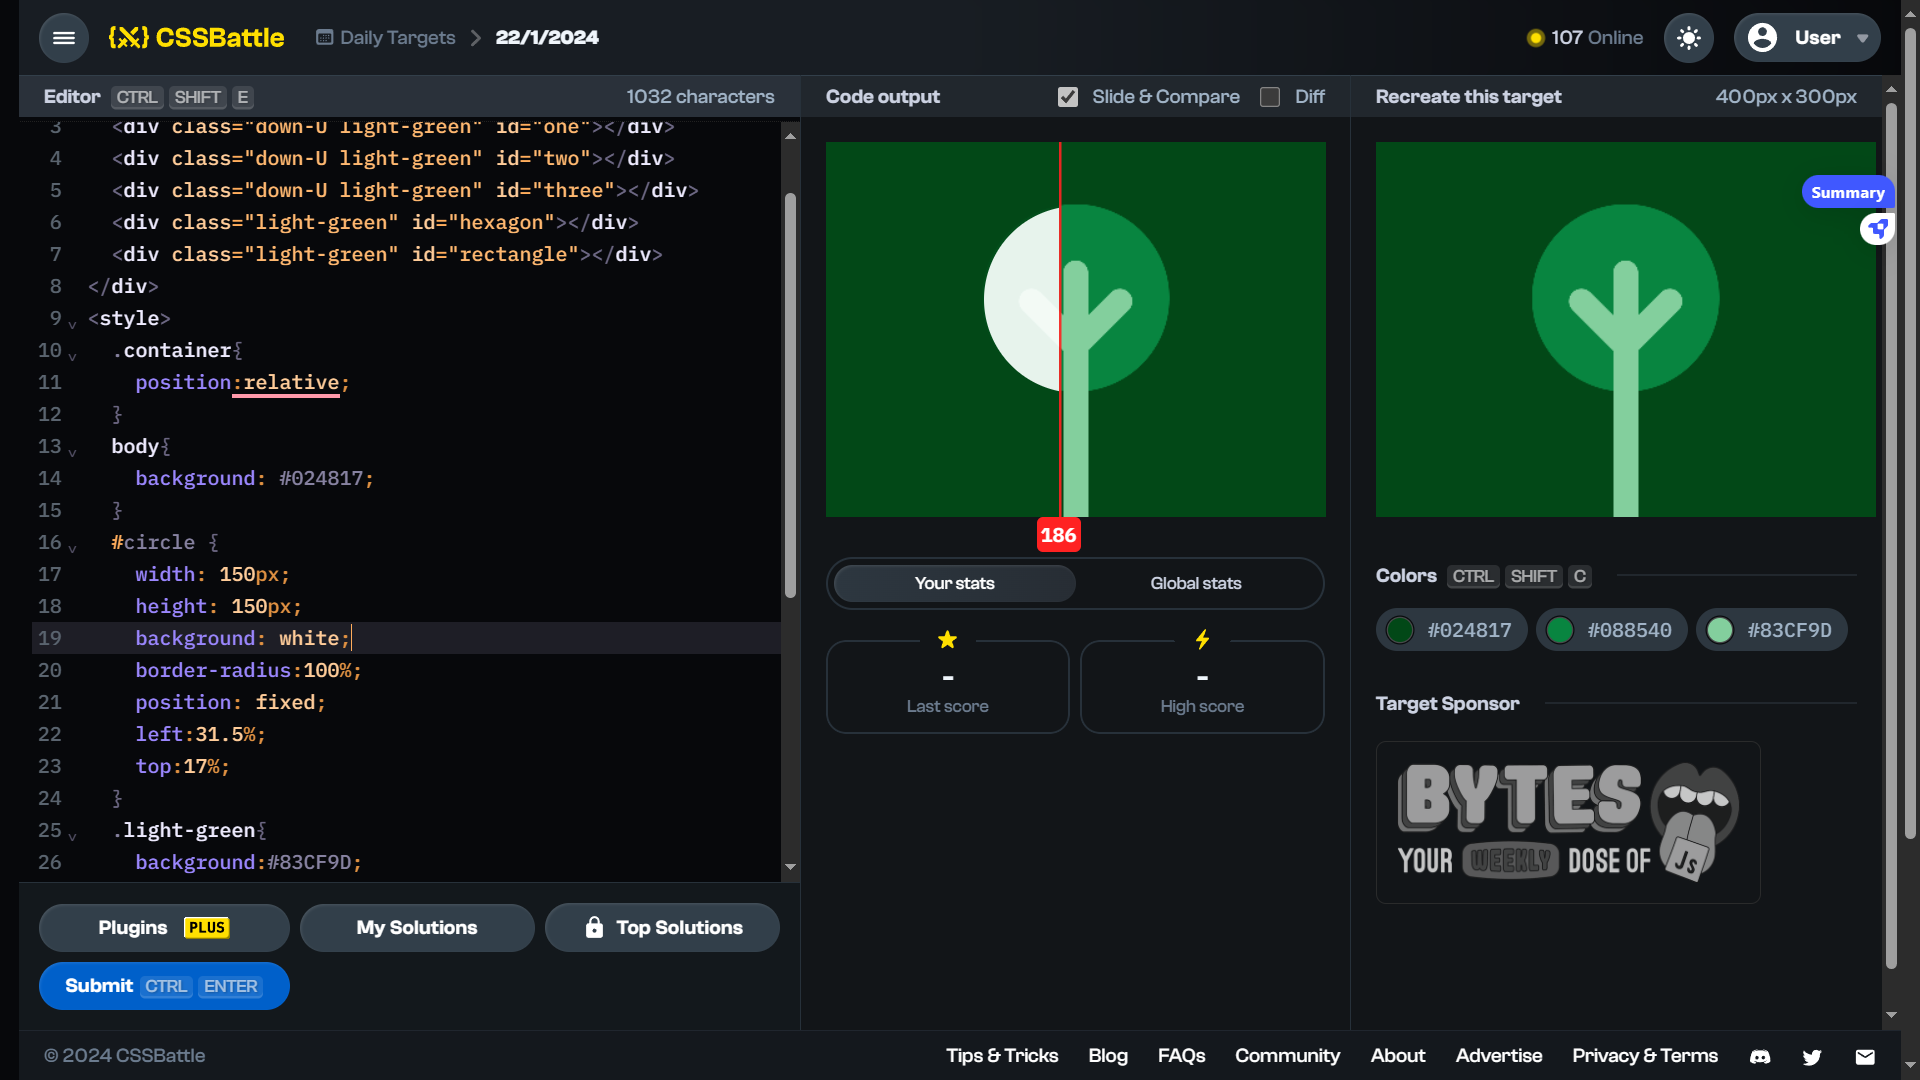 {X} CSSBattle
Daily Targets > 22/1/2024
107 Online
User
Editor CTRL SHIFT E
1032 characters
3 <div class="down-U light-green" id="one"></div>
4 <div class="down-U light-green" id="two"></div>
5 <div class="down-U light-green" id="three"></div>
6 <div class="light-green" id="hexagon"></div>
7 <div class="light-green" id="rectangle"></div>
8 </div>
9 <style>
10 .container{
11 position:relative;
12 }
13 body{
14 background: #024817;
15 }
16 #circle {
17 width: 150px;
18 height: 150px;
19 background: white;
20 border-radius:100%;
21 position: fixed;
22 left:31.5%;
23 top:17%;
24 }
25 .light-green{
26 background:#83CF9D;
Plugins PLUS
My Solutions
Top Solutions
Submit CTRL ENTER
Code output
Slide & Compare
Diff
186
Your stats
Global stats
-
Last score
-
High score
Recreate this target
400px x 300px
Summary
Colors CTRL SHIFT C
#024817
#088540
#83CF9D
Target Sponsor
BYTES
YOUR WEEKLY DOSE OF
JS
© 2024 CSSBattle
Tips & Tricks
Blog
FAQs
Community
About
Advertise
Privacy & Terms